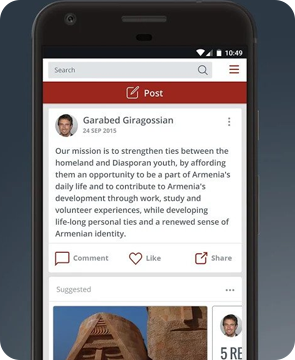 10:49
Search
Post
Garabed Giragossian
24 SEP 2015
Our mission is to strengthen ties between the
homeland and Diasporan youth, by affording
them an opportunity to be a part of Armenia's
daily life and to contribute to Armenia's
development through work, study and
volunteer experiences, while developing
life-long personal ties and a renewed sense of
Armenian identity.
Comment Like Share
Suggested
5 RE